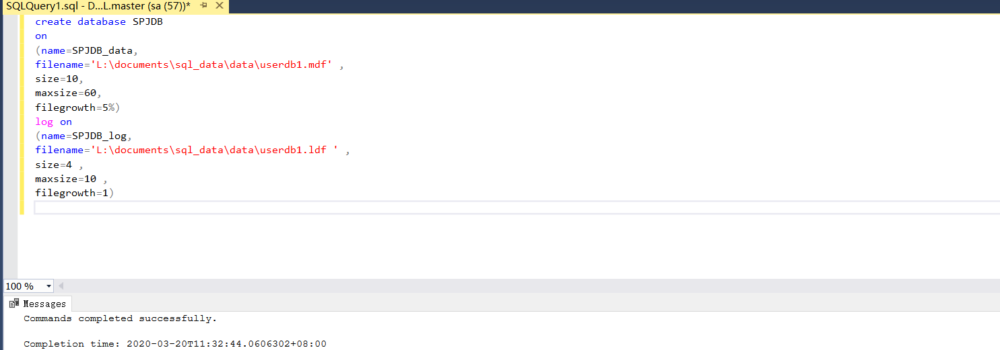 SQLQuery1.sql - D...L.master (sa (57))*
create database SPJDB
on
(name=SPJDB_data,
filename='L:\documents\sql_data\data\userdb1.mdf' ,
size=10,
maxsize=60,
filegrowth=5%)
log on
(name=SPJDB_log,
filename='L:\documents\sql_data\data\userdb1.ldf ' ,
size=4 ,
maxsize=10 ,
filegrowth=1)
100 %
Messages
Commands completed successfully.
Completion time: 2020-03-20T11:32:44.0606302+08:00